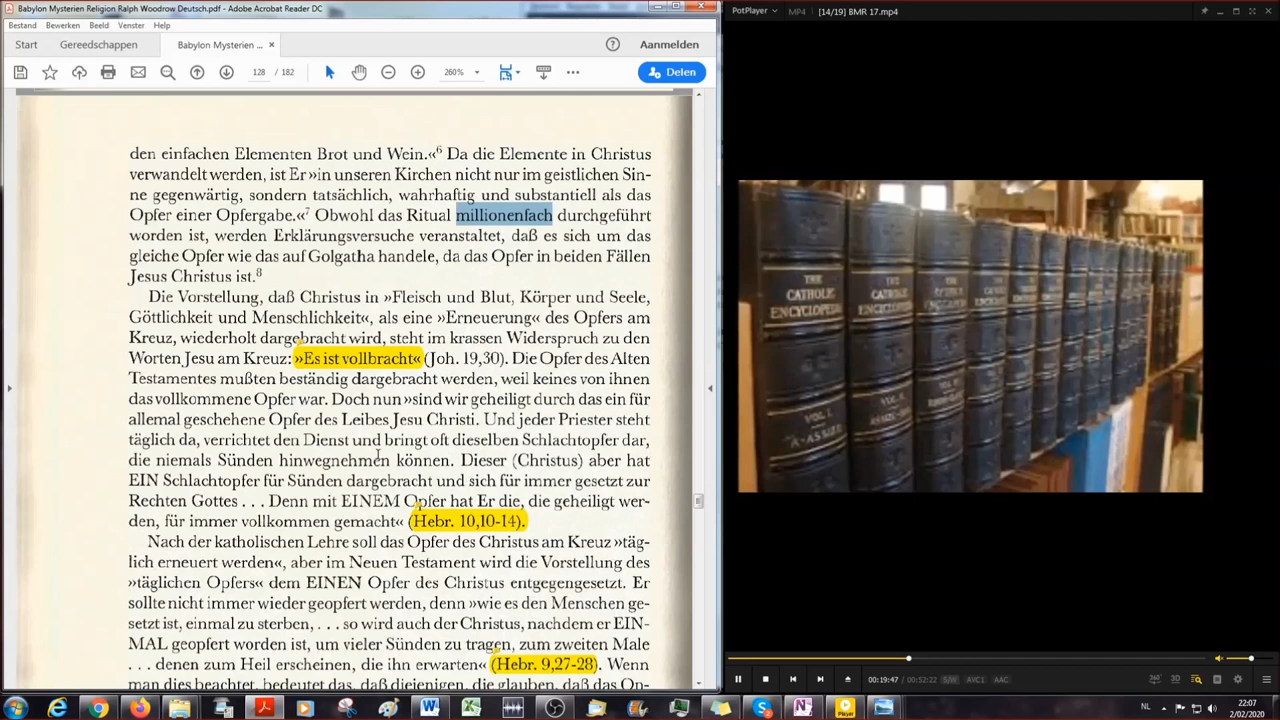 Babylon Mysterien Religion Ralph Woodrow Deutsch.pdf - Adobe Acrobat Reader DC
Bestand Bewerken Beeld Venster Help
Start Gereedschappen Babylon Mysterien ... × Aanmelden
128 / 182 260% Delen
den einfachen Elementen Brot und Wein.«6 Da die Elemente in Christus
verwandelt werden, ist Er »in unseren Kirchen nicht nur im geistlichen Sin-
ne gegenwärtig, sondern tatsächlich, wahrhaftig und substantiell als das
Opfer einer Opfergabe.«7 Obwohl das Ritual millionenfach durchgeführt
worden ist, werden Erklärungsversuche veranstaltet, daß es sich um das
gleiche Opfer wie das auf Golgatha handele, da das Opfer in beiden Fällen
Jesus Christus ist.8
Die Vorstellung, daß Christus in »Fleisch und Blut, Körper und Seele,
Göttlichkeit und Menschlichkeit«, als eine »Erneuerung« des Opfers am
Kreuz, wiederholt dargebracht wird, steht im krassen Widerspruch zu den
Worten Jesu am Kreuz: »Es ist vollbracht« (Joh. 19,30). Die Opfer des Alten
Testamentes mußten beständig dargebracht werden, weil keines von ihnen
das vollkommene Opfer war. Doch nun »sind wir geheiligt durch das ein für
allemal geschehene Opfer des Leibes Jesu Christi. Und jeder Priester steht
täglich da, verrichtet den Dienst und bringt oft dieselben Schlachtopfer dar,
die niemals Sünden hinwegnehmen können. Dieser (Christus) aber hat
EIN Schlachtopfer für Sünden dargebracht und sich für immer gesetzt zur
Rechten Gottes . . . Denn mit EINEM Opfer hat Er die, die geheiligt wer-
den, für immer vollkommen gemacht« (Hebr. 10,10-14).
Nach der katholischen Lehre soll das Opfer des Christus am Kreuz »täg-
lich erneuert werden«, aber im Neuen Testament wird die Vorstellung des
»täglichen Opfers« dem EINEN Opfer des Christus entgegengesetzt. Er
sollte nicht immer wieder geopfert werden, denn »wie es den Menschen ge-
setzt ist, einmal zu sterben, . . . so wird auch der Christus, nachdem er EIN-
MAL geopfert worden ist, um vieler Sünden zu tragen, zum zweiten Male
. . . denen zum Heil erscheinen, die ihn erwarten« (Hebr. 9,27-28). Wenn
man dies beachtet, bedeutet das, daß diejenigen, die glauben, daß das On-
PotPlayer MP4 [14/19] BMR 17.mp4
THE CATHOLIC ENCYCLOPEDIA
THE CATHOLIC
VOL. I.
00:19:47 / 00:52:22 S/W AVC1 AAC
360° 3D
NL 22:07
2/02/2020